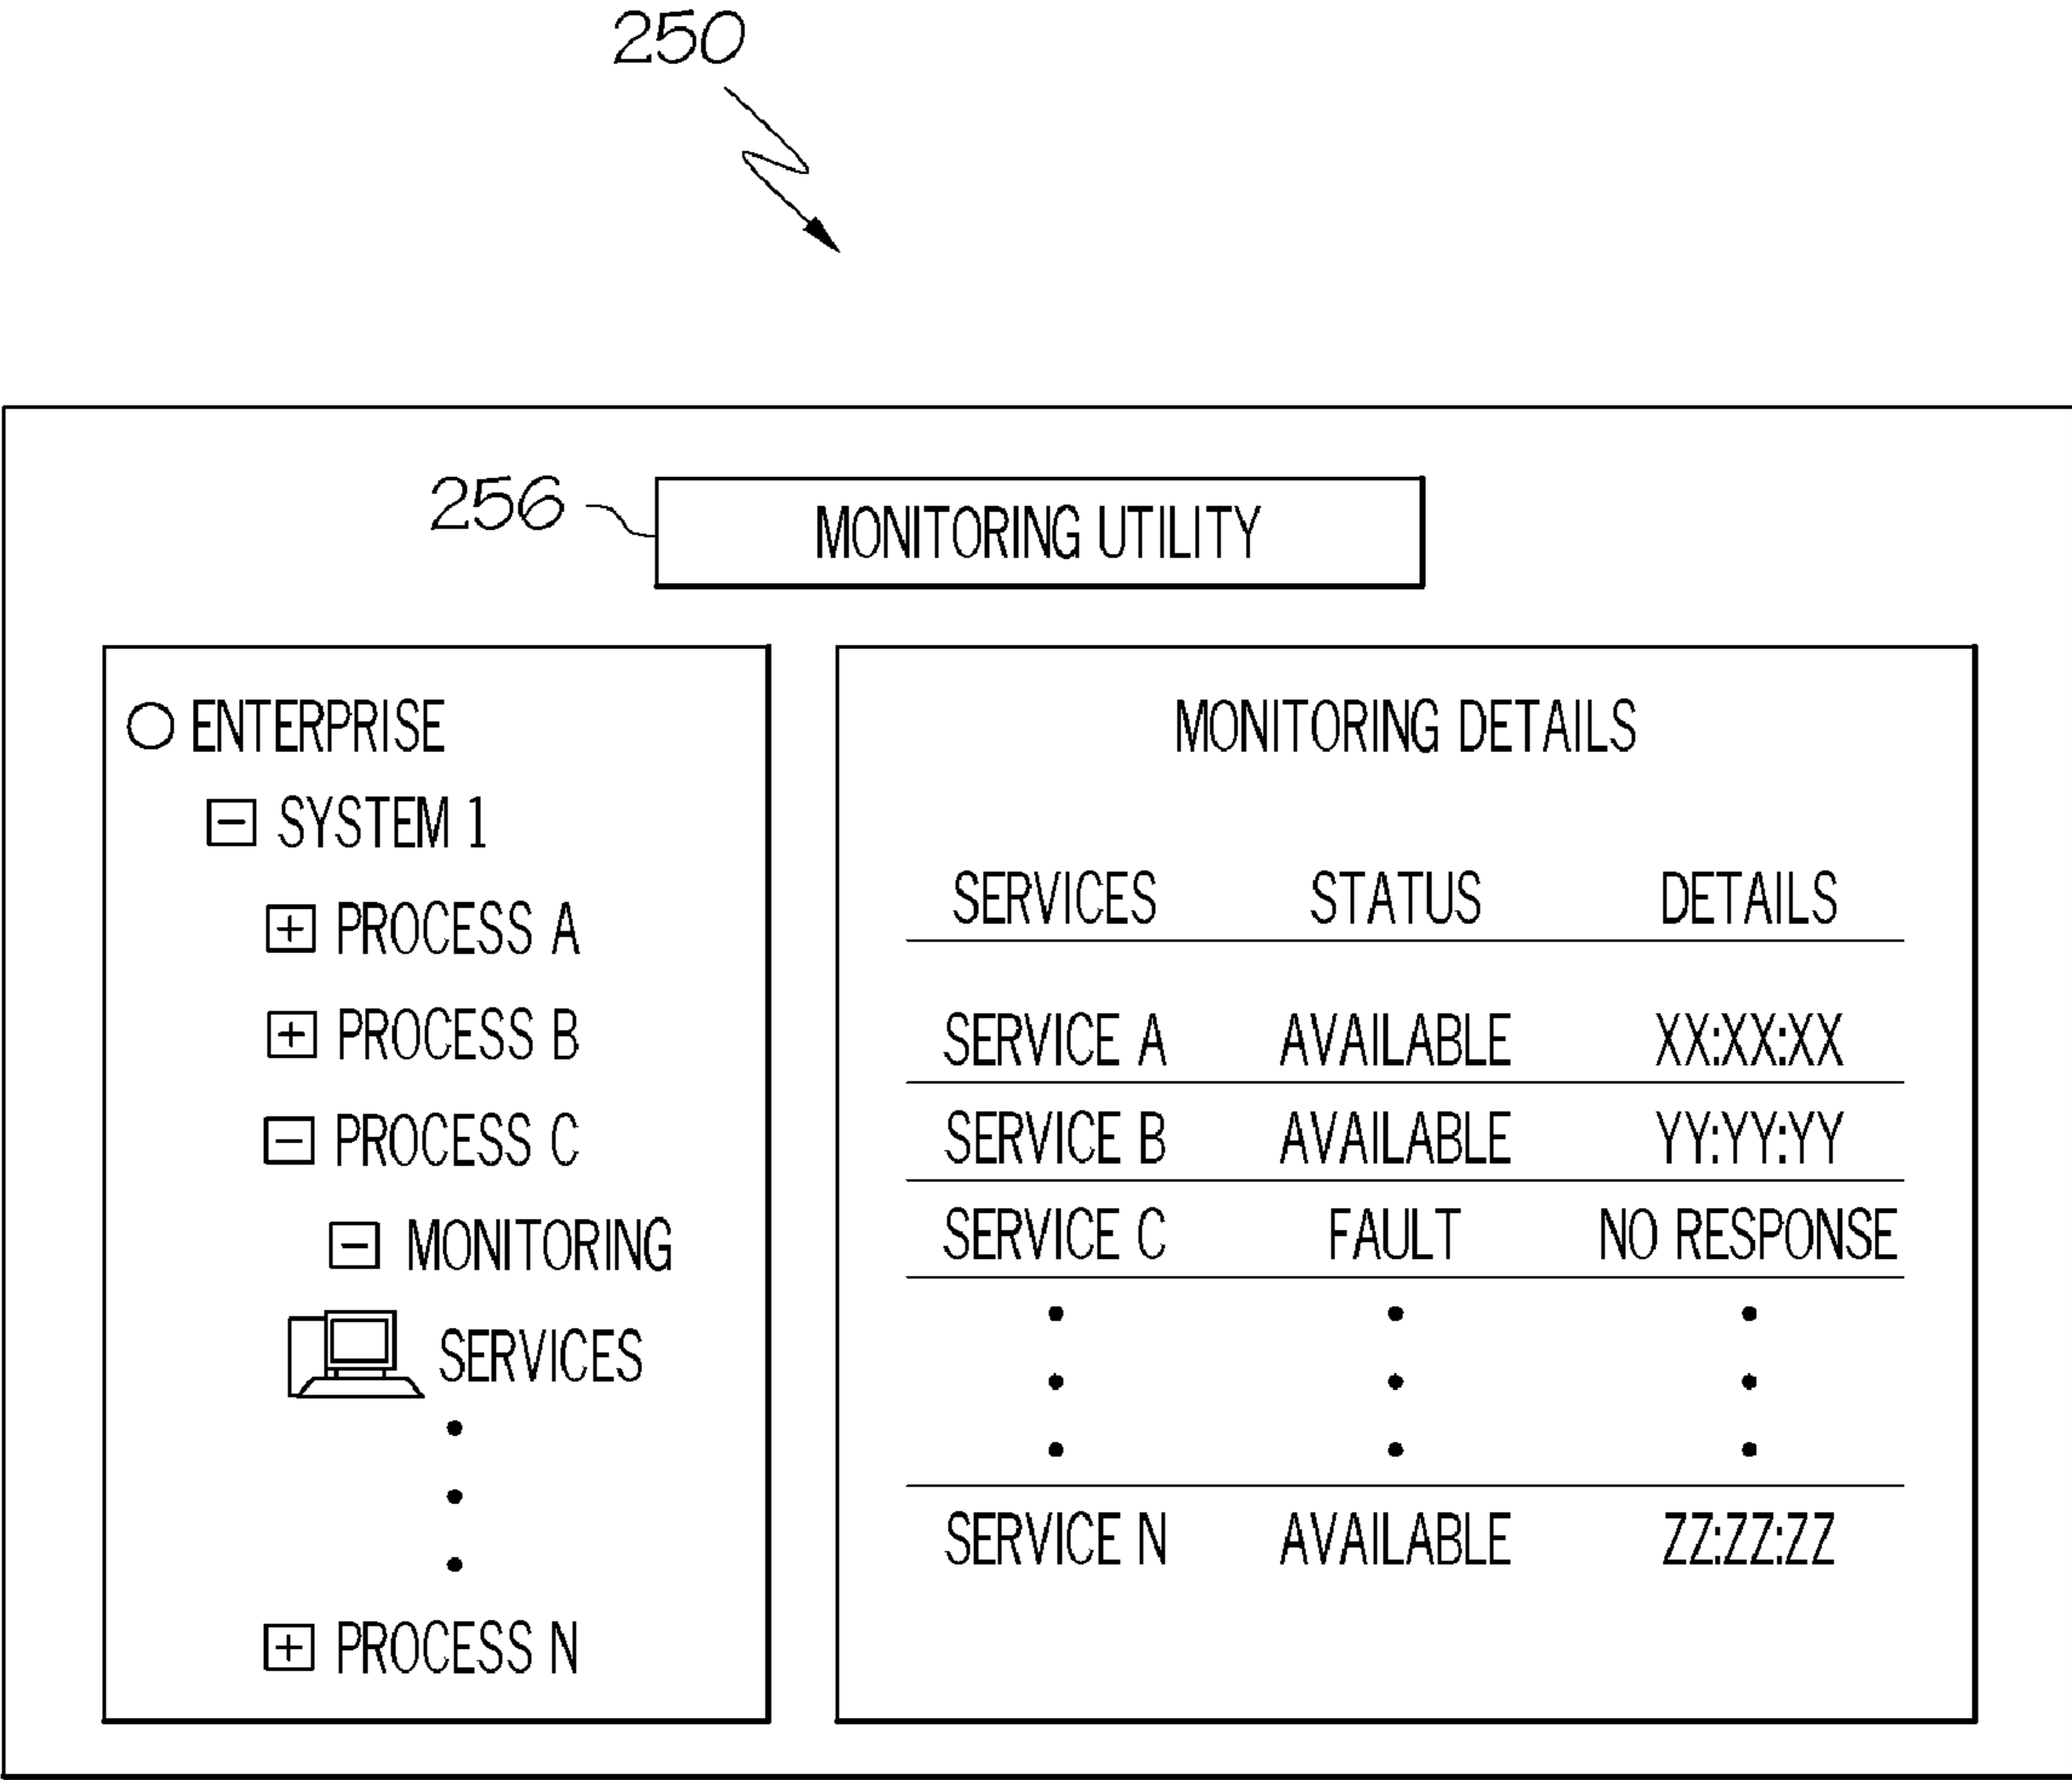 250
256
MONITORING UTILITY
ENTERPRISE
SYSTEM 1
PROCESS A
PROCESS B
PROCESS C
MONITORING
SERVICES
PROCESS N
MONITORING DETAILS
SERVICES STATUS DETAILS
SERVICE A AVAILABLE XX:XX:XX
SERVICE B AVAILABLE YY:YY:YY
SERVICE C FAULT NO RESPONSE
SERVICE N AVAILABLE ZZ:ZZ:ZZ